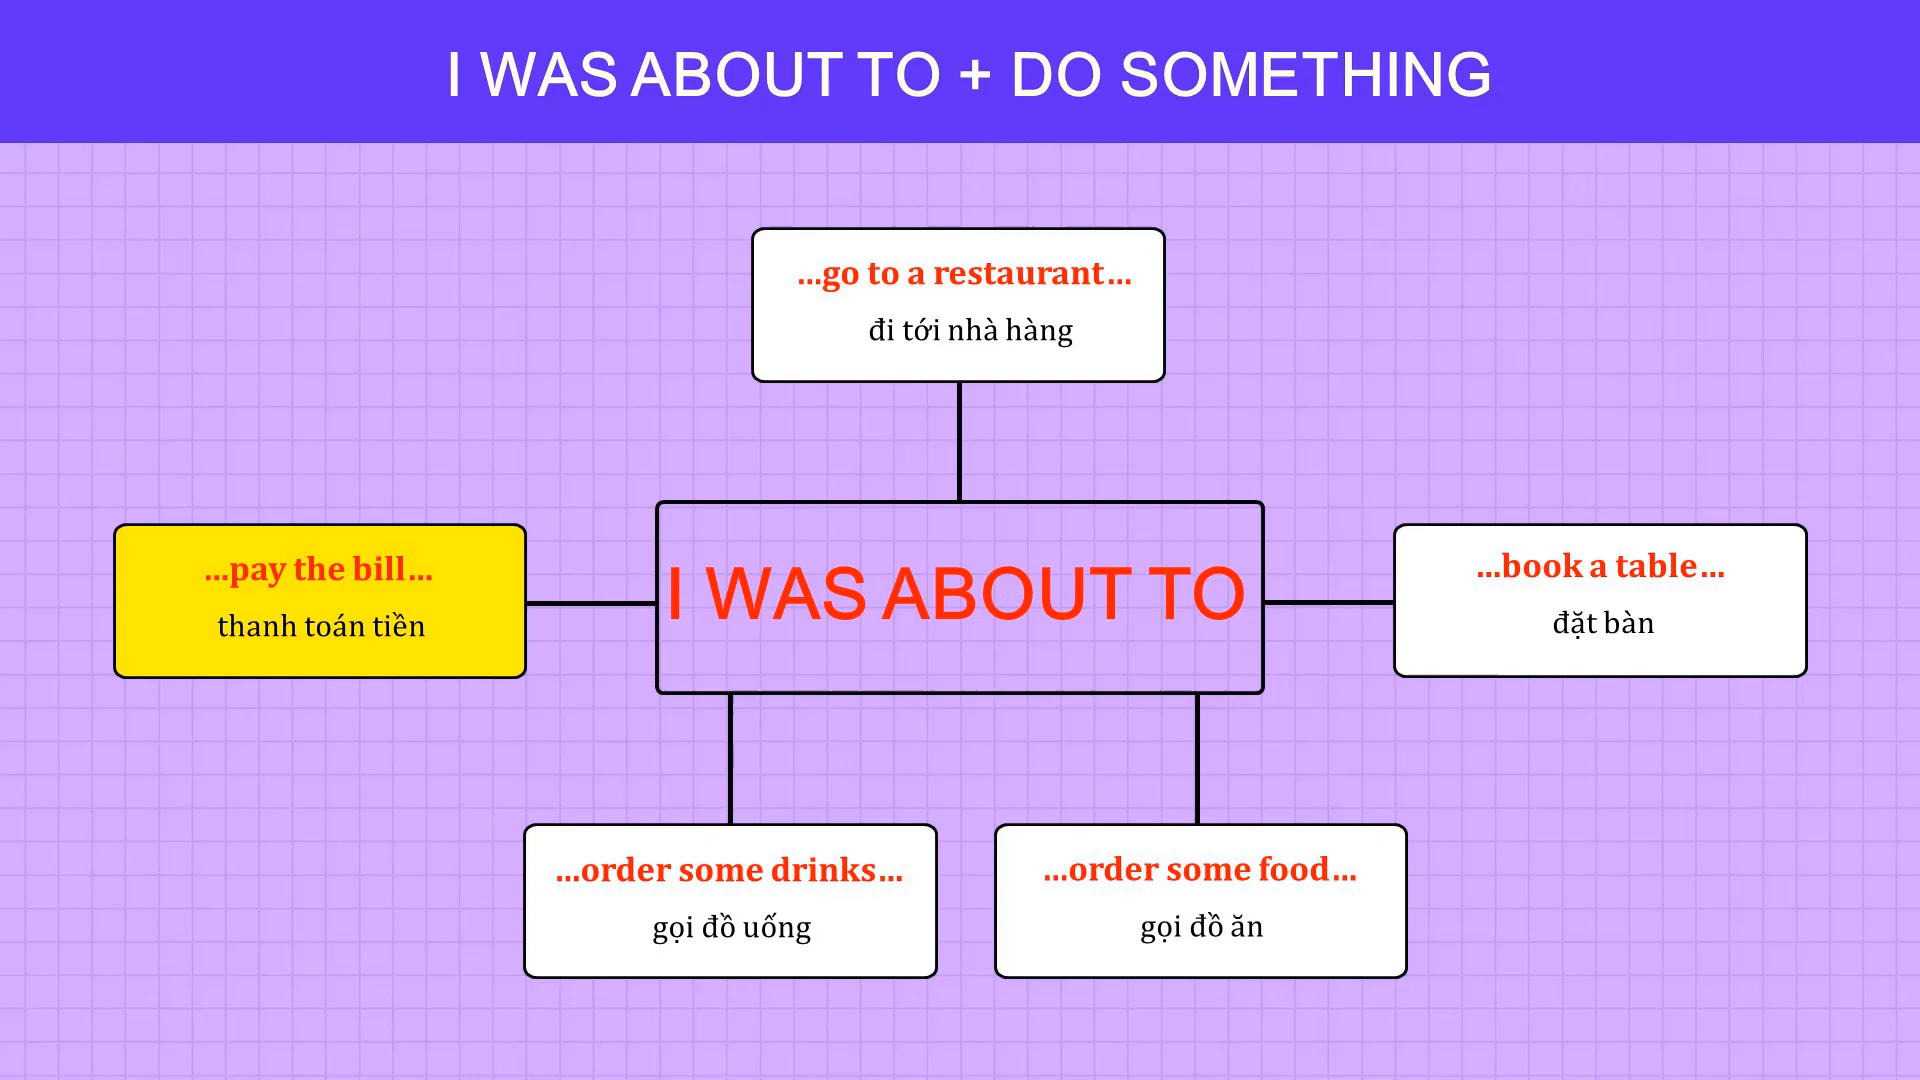 I WAS ABOUT TO + DO SOMETHING
...go to a restaurant...
đi tới nhà hàng
...pay the bill...
thanh toán tiền
I WAS ABOUT TO
...book a table...
đặt bàn
...order some drinks...
gọi đồ uống
...order some food...
gọi đồ ăn